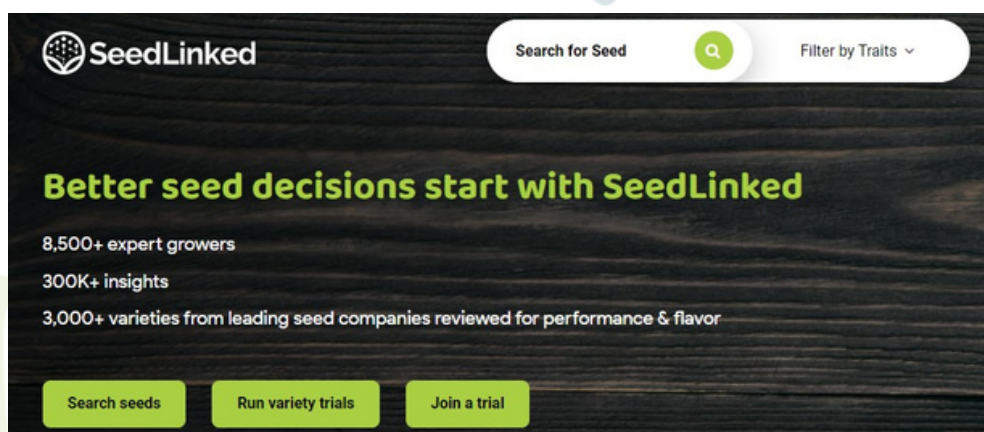 SeedLinked
Search for Seed
Filter by Traits
Better seed decisions start with SeedLinked
8,500+ expert growers
300K+ insights
3,000+ varieties from leading seed companies reviewed for performance & flavor
Search seeds
Run variety trials
Join a trial